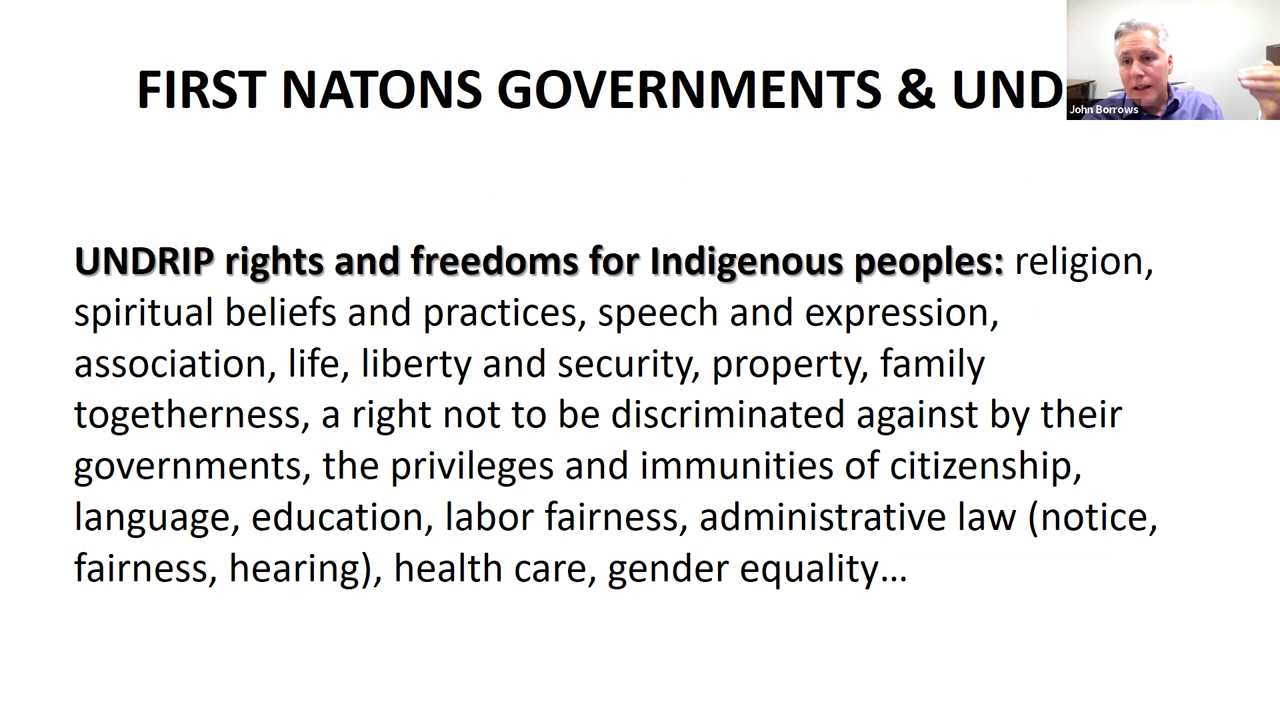 FIRST NATONS GOVERNMENTS & UND
John Borrows
UNDRIP rights and freedoms for Indigenous peoples: religion,
spiritual beliefs and practices, speech and expression,
association, life, liberty and security, property, family
togetherness, a right not to be discriminated against by their
governments, the privileges and immunities of citizenship,
language, education, labor fairness, administrative law (notice,
fairness, hearing), health care, gender equality…